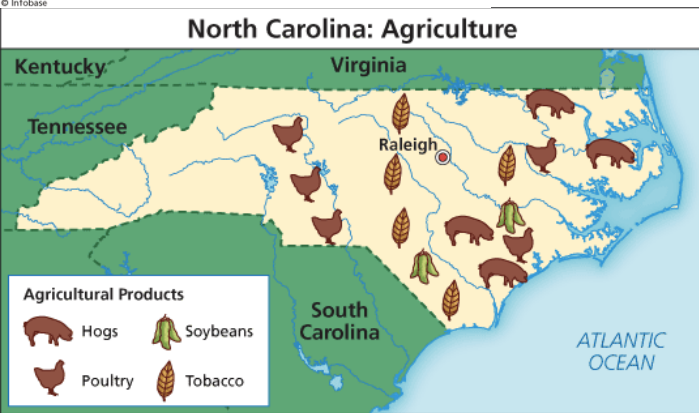 © Infobase
North Carolina: Agriculture
Kentucky
Virginia
Tennessee
Raleigh
Agricultural Products
Hogs
Soybeans
Poultry
Tobacco
South
Carolina
ATLANTIC
OCEAN